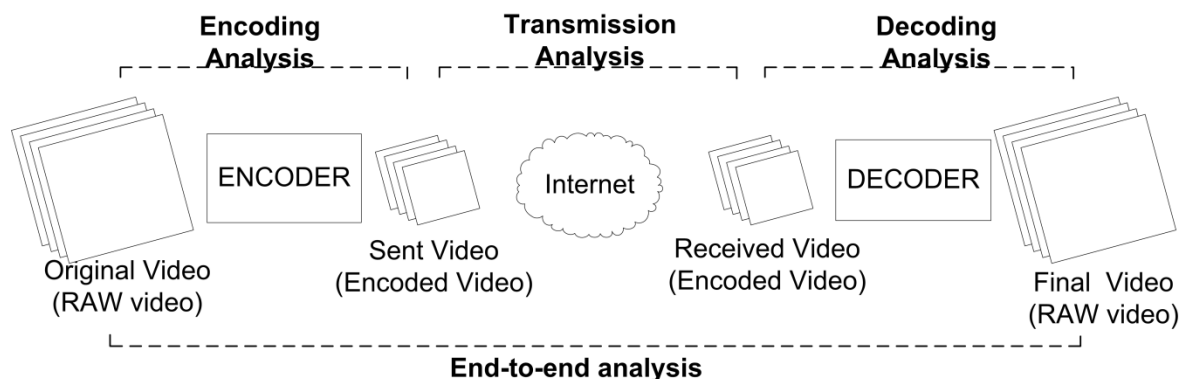 Encoding
Analysis
Transmission
Analysis
Decoding
Analysis
ENCODER
Internet
DECODER
Original Video
(RAW video)
Sent Video
(Encoded Video)
Received Video
(Encoded Video)
Final Video
(RAW video)
End-to-end analysis